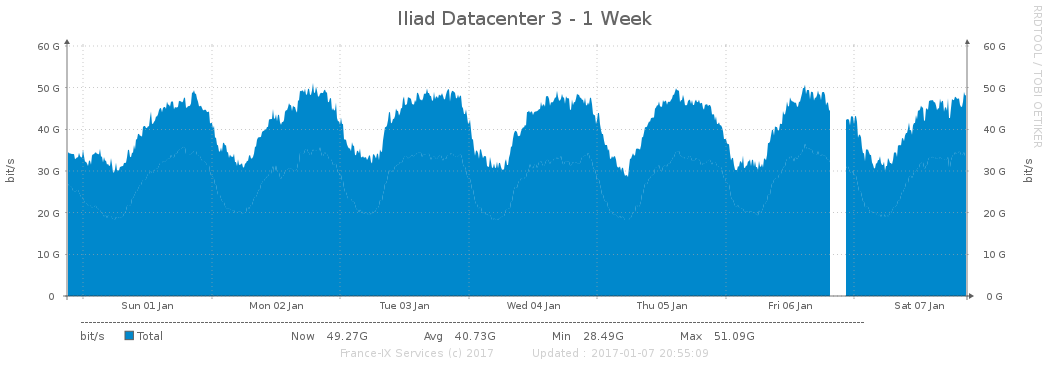 Iliad Datacenter 3 - 1 Week
RRDTOOL / TOBI OETIKER
60 G 60 G
50 G 50 G
40 G 40 G
30 G 30 G
20 G 20 G
10 G 10 G
0 0 G
bit/s bit/s
Sun 01 Jan Mon 02 Jan Tue 03 Jan Wed 04 Jan Thu 05 Jan Fri 06 Jan Sat 07 Jan
bit/s Total Now 49.27G Avg 40.73G Min 28.49G Max 51.09G
France-IX Services (c) 2017 Updated : 2017-01-07 20:55:09